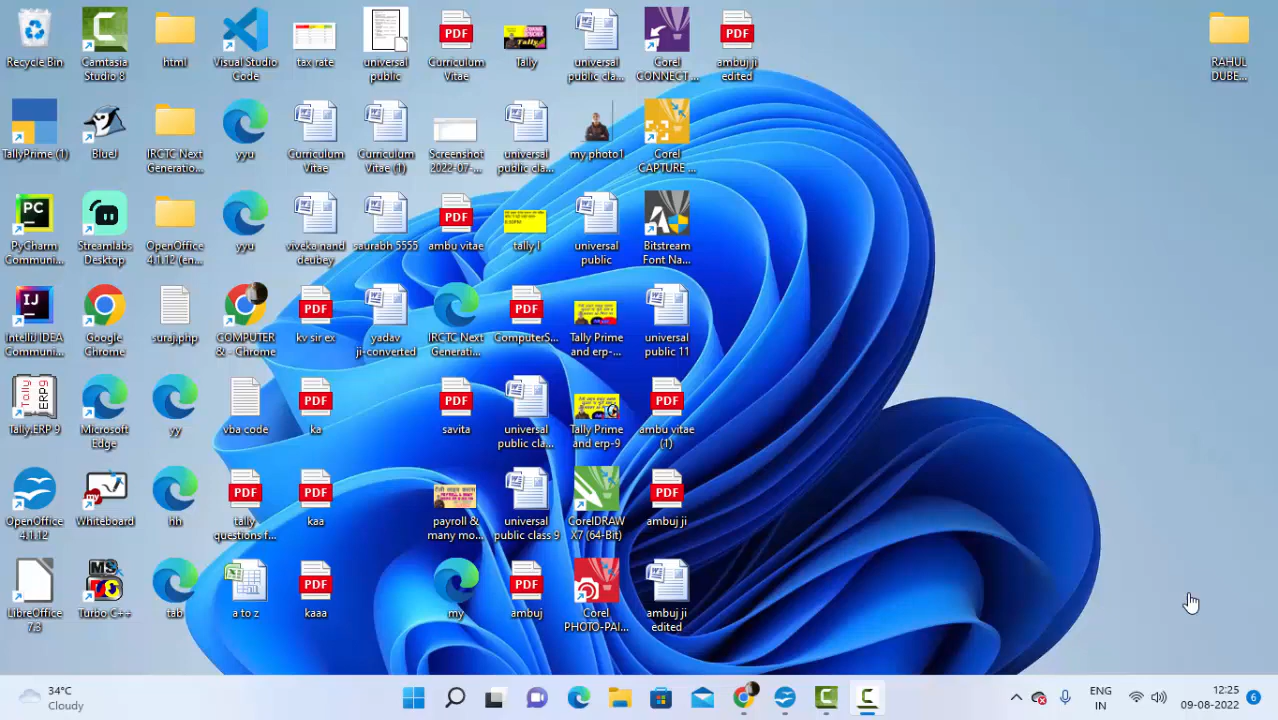 Recycle Bin
Camtasia
Studio 8
html
Visual Studio
Code
tax rate
universal
public
Curriculum
Vitae
Tally
universal
public cla...
Corel
CONNECT ...
ambuj ji
edited
RAHUL
DUBE...
TallyPrime (1)
BlueJ
IRCTC Next
Generatio...
yyu
Curriculum
Vitae
Curriculum
Vitae (1)
Screenshot
2022-07-...
universal
public cla...
my photo1
Corel
CAPTURE ...
PyCharm
Communi...
Streamlabs
Desktop
OpenOffice
4.1.12 (en...
yyu
viveka nand
deubey
saurabh 5555
ambu vitae
tally l
universal
public
Bitstream
Font Na...
IntelliJ IDEA
Communi...
Google
Chrome
suraj.php
COMPUTER
& - Chrome
kv sir ex
yadav
ji-converted
IRCTC Next
Generati...
ComputerS...
Tally Prime
and erp-...
universal
public 11
Tally.ERP 9
Microsoft
Edge
yy
vba code
ka
savita
universal
public cla...
Tally Prime
and erp-9
ambu vitae
(1)
OpenOffice
4.1.12
Whiteboard
hh
tally
questions f...
kaa
payroll &
many mo...
universal
public class 9
CorelDRAW
X7 (64-Bit)
ambuj ji
LibreOffice
7.3
Turbo C++
tab
a to z
kaaa
my
ambuj
Corel
PHOTO-PAI...
ambuj ji
edited
34°C
Cloudy
ENG
IN
12:25
09-08-2022
6